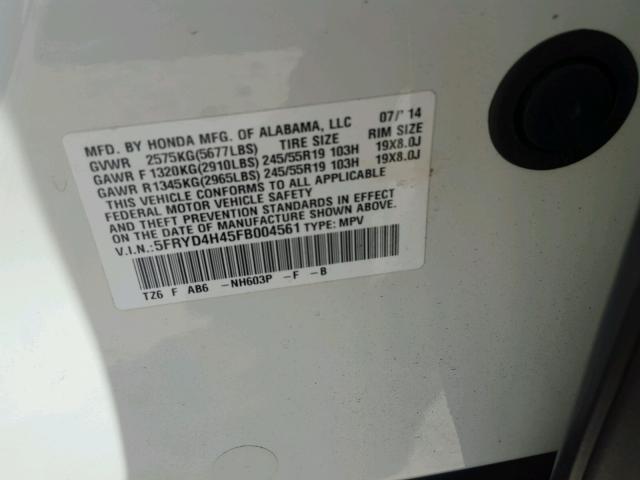 MFD. BY HONDA MFG. OF ALABAMA, LLC 07/'14
GVWR 2575KG(5677LBS) TIRE SIZE RIM SIZE
GAWR F 1320KG(2910LBS) 245/55R19 103H 19X8.0J
GAWR R1345KG(2965LBS) 245/55R19 103H 19X8.0J
THIS VEHICLE CONFORMS TO ALL APPLICABLE
FEDERAL MOTOR VEHICLE SAFETY
AND THEFT PREVENTION STANDARDS IN EFFECT
ON THE DATE OF MANUFACTURE SHOWN ABOVE.
V.I.N.:5FRYD4H45FB004561 TYPE: MPV
TZ6 F AB6 -NH603P -F -B